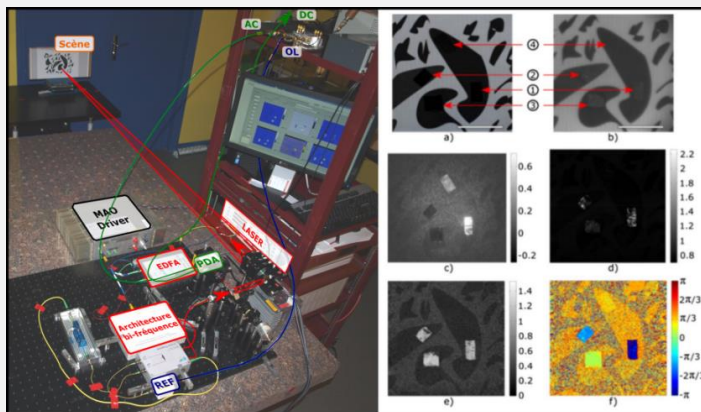 Scène
AC
DC
OL
MAO
Driver
LASER
EDFA
PDA
Architecture
bi-fréquence
REF
④
②
①
③
a)
b)
0.6
0.4
0.2
0
-0.2
c)
2.2
2
1.8
1.6
1.4
1.2
1
0.8
d)
1.4
1.2
1
0.8
0.6
0.4
0.2
0
e)
π
2π/3
π/3
0
-π/3
-2π/3
-π
f)